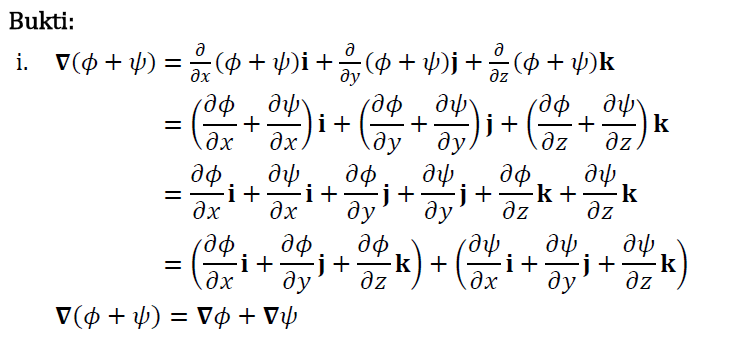 Bukti:
i. ∇(ϕ + ψ) = ∂/∂x (ϕ + ψ)𝐢 + ∂/∂y (ϕ + ψ)𝐣 + ∂/∂z (ϕ + ψ)𝐤
= (∂ϕ/∂x + ∂ψ/∂x) 𝐢 + (∂ϕ/∂y + ∂ψ/∂y) 𝐣 + (∂ϕ/∂z + ∂ψ/∂z) 𝐤
= ∂ϕ/∂x 𝐢 + ∂ψ/∂x 𝐢 + ∂ϕ/∂y 𝐣 + ∂ψ/∂y 𝐣 + ∂ϕ/∂z 𝐤 + ∂ψ/∂z 𝐤
= (∂ϕ/∂x 𝐢 + ∂ϕ/∂y 𝐣 + ∂ϕ/∂z 𝐤) + (∂ψ/∂x 𝐢 + ∂ψ/∂y 𝐣 + ∂ψ/∂z 𝐤)
∇(ϕ + ψ) = ∇ϕ + ∇ψ